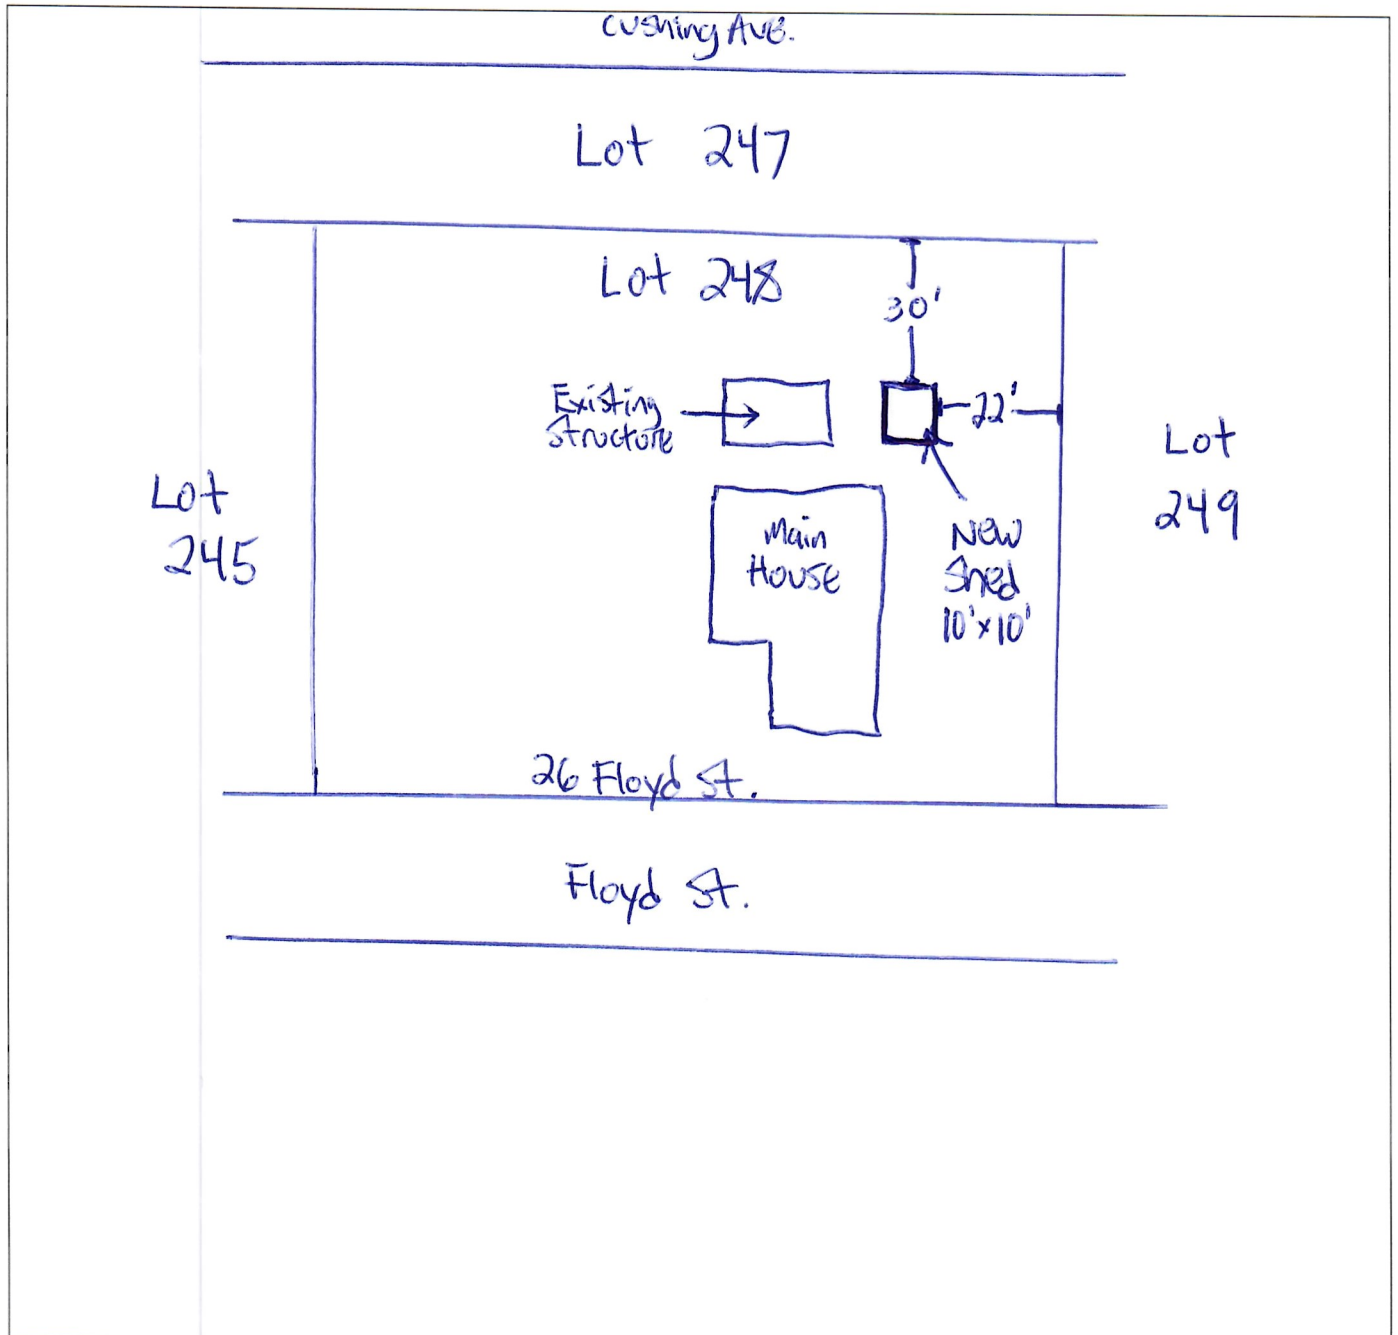 Cushing Ave.
Lot 247
Lot 248
30'
Existing
Structure
22'
Lot
249
Lot
245
Main
House
New
Shed
10'x10'
26 Floyd St.
Floyd St.